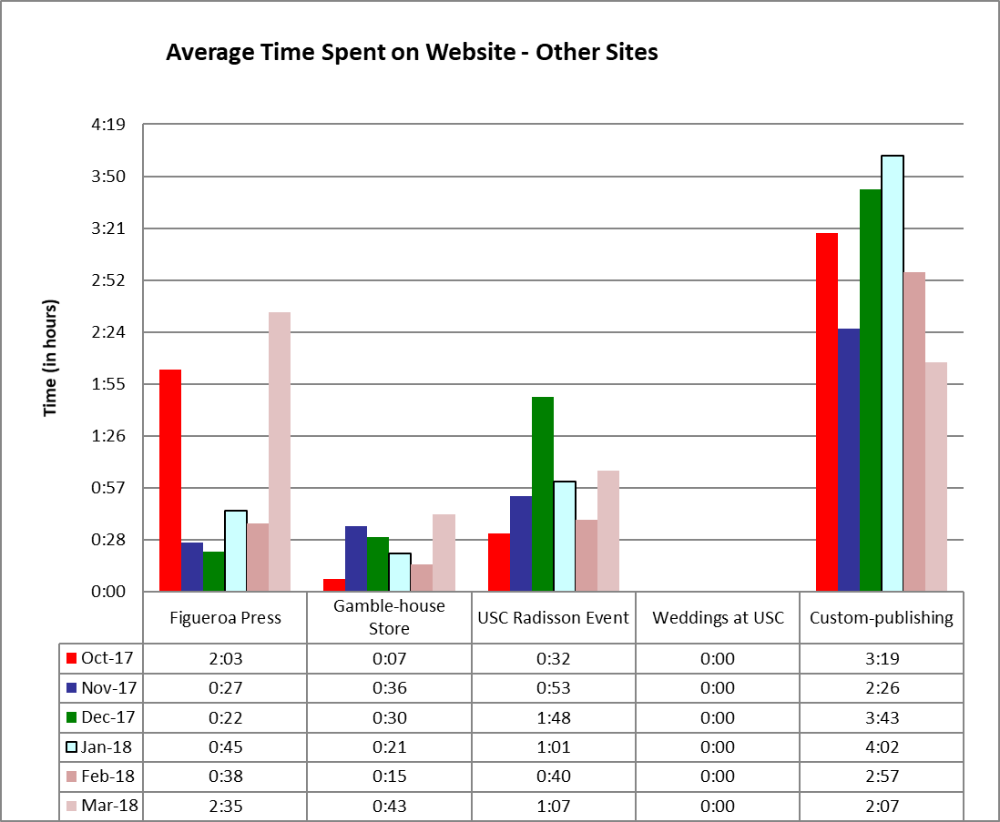 Average Time Spent on Website - Other Sites
4:19
3:50
3:21
2:52
2:24
1:55
1:26
0:57
0:28
0:00
Time (in hours)
Figueroa Press
Gamble-house
Store
USC Radisson Event
Weddings at USC
Custom-publishing
Oct-17 2:03 0:07 0:32 0:00 3:19
Nov-17 0:27 0:36 0:53 0:00 2:26
Dec-17 0:22 0:30 1:48 0:00 3:43
Jan-18 0:45 0:21 1:01 0:00 4:02
Feb-18 0:38 0:15 0:40 0:00 2:57
Mar-18 2:35 0:43 1:07 0:00 2:07